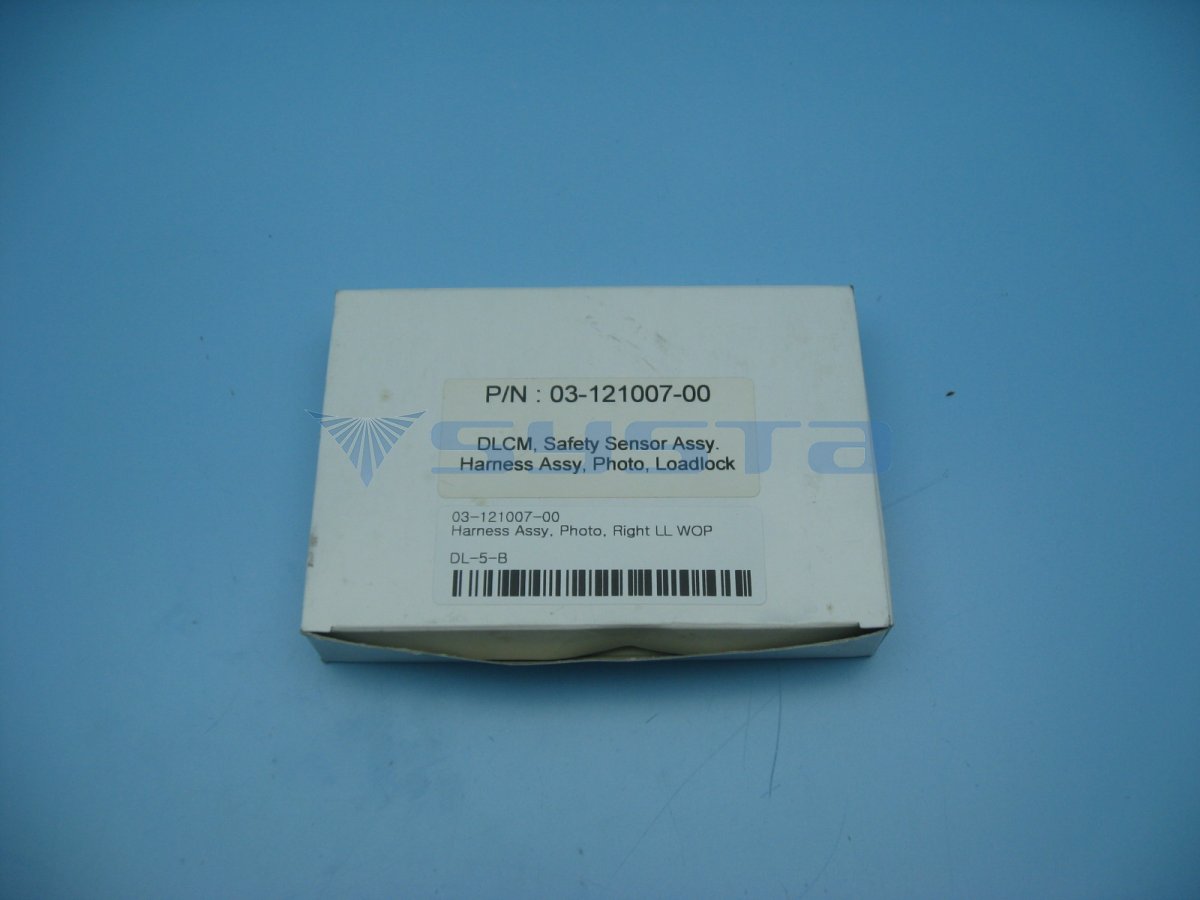 P/N : 03-121007-00
SYSTA
DLCM, Safety Sensor Assy.
Harness Assy, Photo, Loadlock
03-121007-00
Harness Assy, Photo, Right LL WOP
DL-5-B